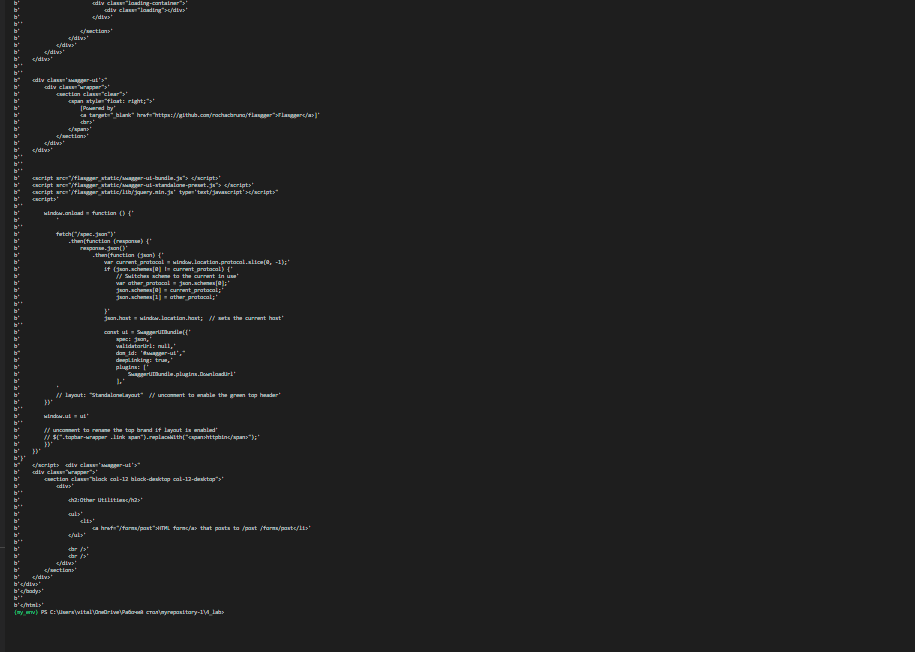 b'                         <div class="loading-container">'
b'                             <div class="loading"></div>'
b'                         </div>'
b''
b'                     </section>'
b'                 </div>'
b'             </div>'
b'         </div>'
b'     </div>'
b''
b''
b"    <div class='swagger-ui'>"
b'        <div class="wrapper">'
b'            <section class="clear">'
b'                <span style="float: right;">'
b'                    [Powered by'
b'                    <a target="_blank" href="https://github.com/rochacbruno/flasgger">Flasgger</a>]'
b'                    <br>'
b'                </span>'
b'            </section>'
b'        </div>'
b'    </div>'
b''
b''
b''
b'    <script src="/flasgger_static/swagger-ui-bundle.js"> </script>'
b'    <script src="/flasgger_static/swagger-ui-standalone-preset.js"> </script>'
b"    <script src='/flasgger_static/lib/jquery.min.js' type='text/javascript'></script>"
b'    <script>'
b''
b'        window.onload = function () {'
b'            '
b''
b'            fetch("/spec.json")'
b'                .then(function (response) {'
b'                    response.json()'
b'                        .then(function (json) {'
b'                            var current_protocol = window.location.protocol.slice(0, -1);'
b'                            if (json.schemes[0] != current_protocol) {'
b'                                // Switches scheme to the current in use'
b'                                var other_protocol = json.schemes[0];'
b'                                json.schemes[0] = current_protocol;'
b'                                json.schemes[1] = other_protocol;'
b''
b'                            }'
b'                            json.host = window.location.host;  // sets the current host'
b''
b'                            const ui = SwaggerUIBundle({'
b'                                spec: json,'
b'                                validatorUrl: null,'
b"                                dom_id: '#swagger-ui',"
b'                                deepLinking: true,'
b'                                plugins: ['
b'                                    SwaggerUIBundle.plugins.DownloadUrl'
b'                                ],'
b'            '
b'            // layout: "StandaloneLayout"  // uncomment to enable the green top header'
b'        })'
b''
b'        window.ui = ui'
b''
b'        // uncomment to rename the top brand if layout is enabled'
b'        // $(".topbar-wrapper .link span").replaceWith("<span>httpbin</span>");'
b'        })'
b'    })'
b'}'
b"    </script>  <div class='swagger-ui'>"
b'    <div class="wrapper">'
b'        <section class="block col-12 block-desktop col-12-desktop">'
b'            <div>'
b''
b'                <h2>Other Utilities</h2>'
b''
b'                <ul>'
b'                    <li>'
b'                        <a href="/forms/post">HTML form</a> that posts to /post /forms/post</li>'
b'                </ul>'
b''
b'                <br />'
b'                <br />'
b'            </div>'
b'        </section>'
b'    </div>'
b'</div>'
b'</body>'
b''
b'</html>'
(my_env) PS C:\Users\vital\OneDrive\Рабочий стол\myrepository-1\4_lab>